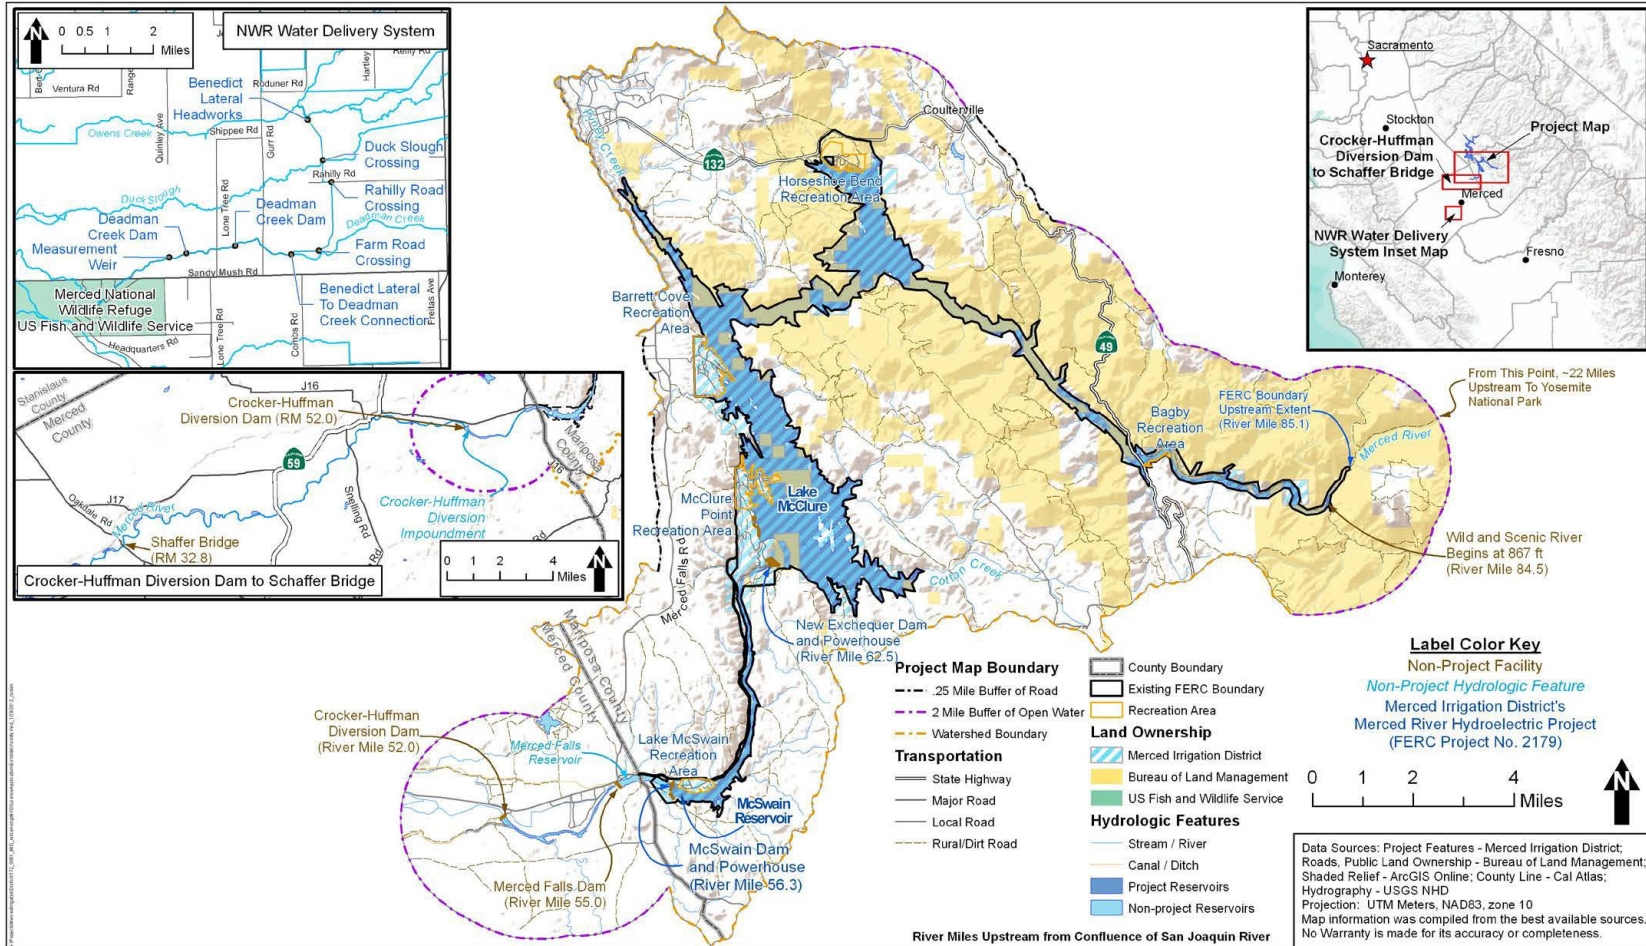 NWR Water Delivery System
N
0 0.5 1 2
Miles
Ventura Rd
Quinley Ave
Roduner Rd
Hartley
Reilly Rd
Benedict
Lateral
Headworks
Owens Creek
Shippee Rd
Gurr Rd
Duck Slough
Crossing
Rahilly Rd
Rahilly Road
Crossing
Duck Slough
Lone Tree Rd
Deadman
Creek Dam
Deadman Creek
Deadman
Creek Dam
Measurement
Weir
Farm Road
Crossing
Sandy Mush Rd
Merced National
Wildlife Refuge
US Fish and Wildlife Service
Headquarters Rd
Lone Tree Rd
Combs Rd
Benedict Lateral
To Deadman
Creek Connection
Freitas Ave
Stanislaus
County
Merced
County
J16
Crocker-Huffman
Diversion Dam (RM 52.0)
59
Mariposa
County
J16
J17
Oakdale Rd
Merced River
Snelling Rd
Crocker-Huffman
Diversion
Impoundment
Shaffer Bridge
(RM 32.8)
Rd
Rd
0 2 4
Miles
N
Crocker-Huffman Diversion Dam to Schaffer Bridge
Coulterville
132
Horseshoe Bend
Recreation Area
49
Barrett Cove
Recreation
Area
Bagby
Recreation
Area
FERC Boundary
Upstream Extent
(River Mile 85.1)
Merced River
From This Point, ~22 Miles
Upstream To Yosemite
National Park
Wild and Scenic River
Begins at 867 ft
(River Mile 84.5)
McClure
Point
Recreation Area
Lake
McClure
Cotton Creek
Merced Falls Rd
New Exchequer Dam
and Powerhouse
(River Mile 62.5)
Mariposa County
Merced County
Crocker-Huffman
Diversion Dam
(River Mile 52.0)
Merced Falls
Reservoir
Lake McSwain
Recreation
Area
McSwain
Reservoir
McSwain Dam
and Powerhouse
(River Mile 56.3)
Merced Falls Dam
(River Mile 55.0)
Sacramento
Stockton
Crocker-Huffman
Diversion Dam
to Schaffer Bridge
Project Map
Merced
NWR Water Delivery
System Inset Map
Fresno
Monterey
Project Map Boundary
.25 Mile Buffer of Road
2 Mile Buffer of Open Water
Watershed Boundary
Transportation
State Highway
Major Road
Local Road
Rural/Dirt Road
County Boundary
Existing FERC Boundary
Recreation Area
Land Ownership
Merced Irrigation District
Bureau of Land Management
US Fish and Wildlife Service
Hydrologic Features
Stream / River
Canal / Ditch
Project Reservoirs
Non-project Reservoirs
River Miles Upstream from Confluence of San Joaquin River
Label Color Key
Non-Project Facility
Non-Project Hydrologic Feature
Merced Irrigation District's
Merced River Hydroelectric Project
(FERC Project No. 2179)
0 1 2 4
Miles
N
Data Sources: Project Features - Merced Irrigation District;
Roads, Public Land Ownership - Bureau of Land Management;
Shaded Relief - ArcGIS Online; County Line - Cal Atlas;
Hydrography - USGS NHD
Projection: UTM Meters, NAD83, zone 10
Map information was compiled from the best available sources.
No Warranty is made for its accuracy or completeness.